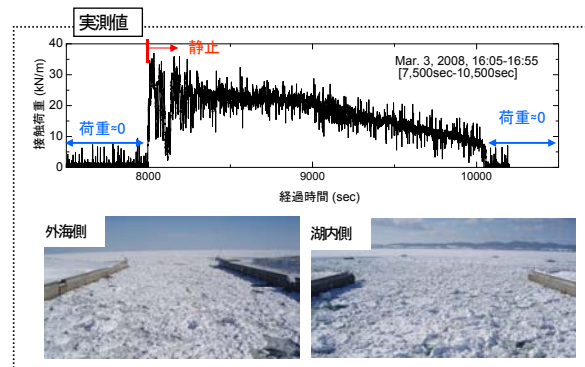 実測値
静止
Mar. 3, 2008, 16:05-16:55
[7,500sec-10,500sec]
荷重≈0
荷重≈0
接触荷重 (kN/m)
40
30
20
10
0
8000
9000
10000
経過時間 (sec)
外海側
湖内側